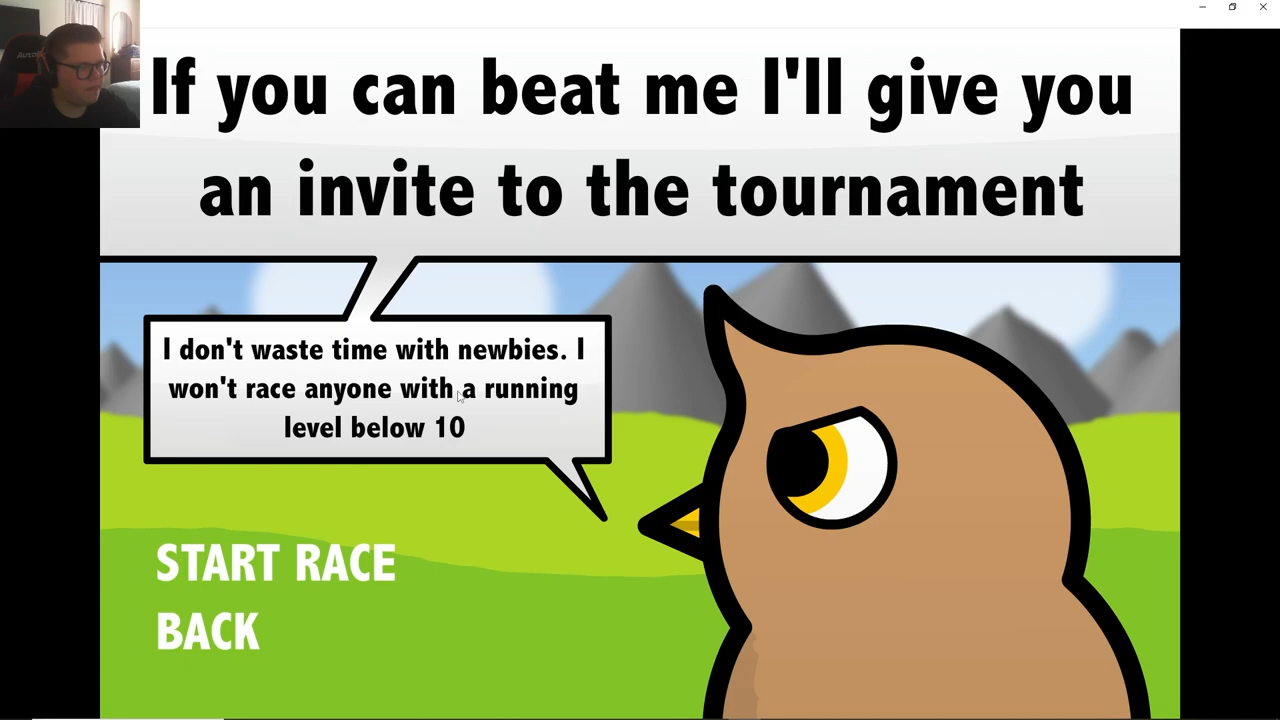 If you can beat me I'll give you
an invite to the tournament
I don't waste time with newbies. I
won't race anyone with a running
level below 10
START RACE
BACK